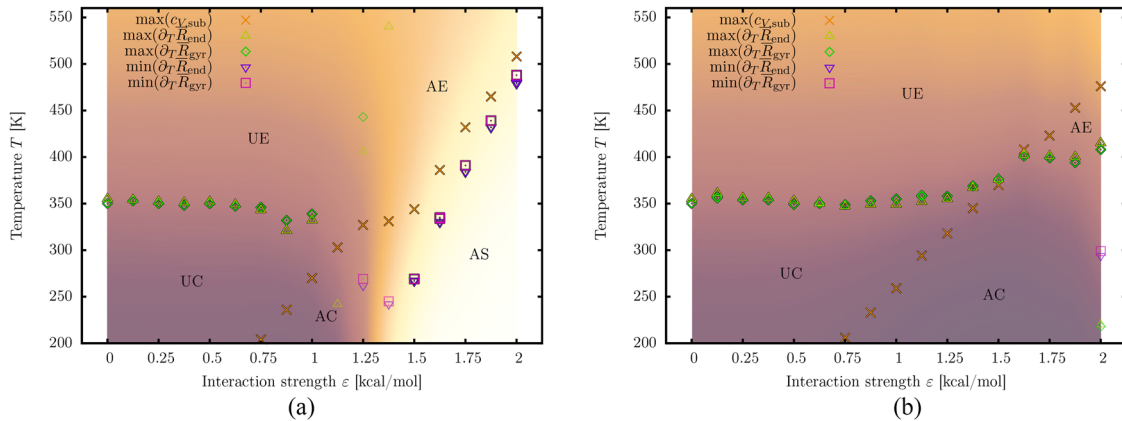 max(c_{V,sub})
max(∂_T R̅_end)
max(∂_T R̅_gyr)
min(∂_T R̅_end)
min(∂_T R̅_gyr)
UE
AE
UC
AC
AS
550
500
450
400
350
300
250
200
Temperature T [K]
0 0.25 0.5 0.75 1 1.25 1.5 1.75 2
Interaction strength ε [kcal/mol]
(a)
max(c_{V,sub})
max(∂_T R̅_end)
max(∂_T R̅_gyr)
min(∂_T R̅_end)
min(∂_T R̅_gyr)
UE
AE
UC
AC
550
500
450
400
350
300
250
200
Temperature T [K]
0 0.25 0.5 0.75 1 1.25 1.5 1.75 2
Interaction strength ε [kcal/mol]
(b)